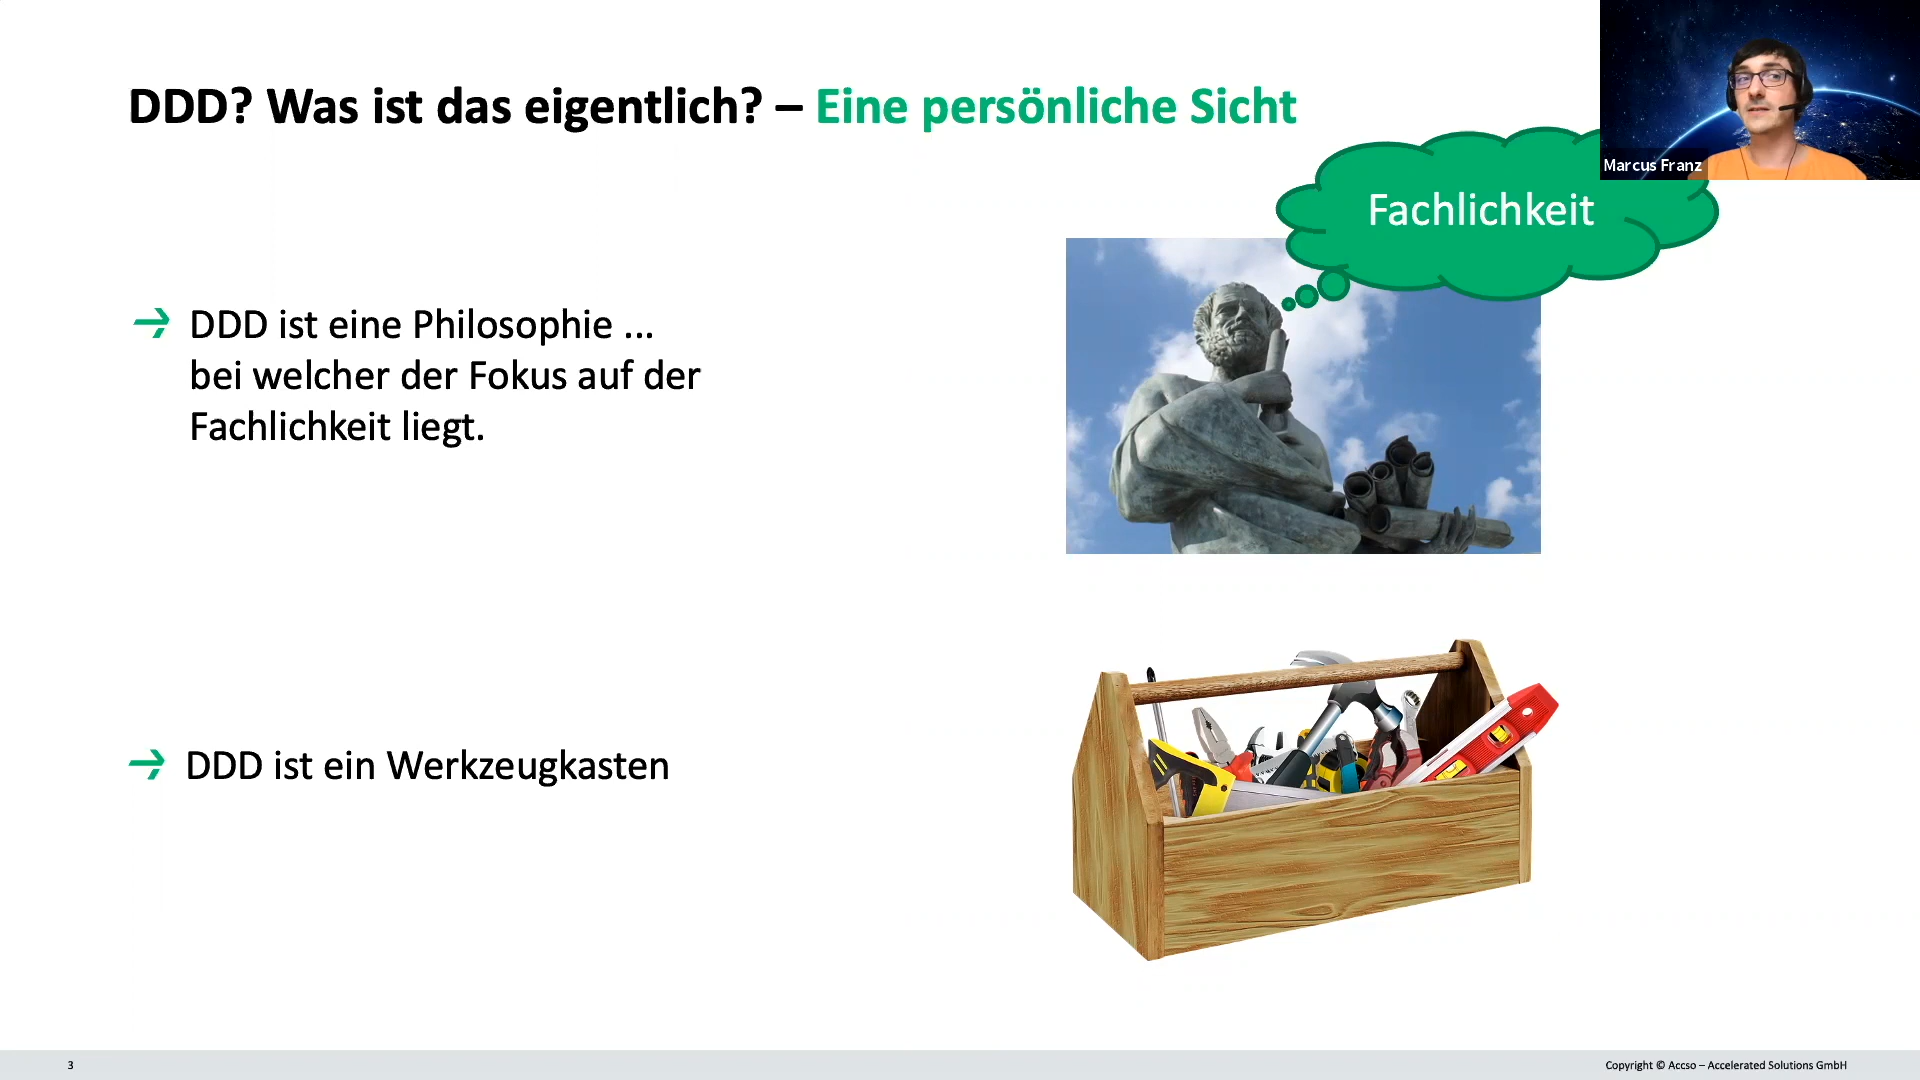 DDD? Was ist das eigentlich? – Eine persönliche Sicht
Marcus Franz
Fachlichkeit
DDD ist eine Philosophie ...
bei welcher der Fokus auf der
Fachlichkeit liegt.
DDD ist ein Werkzeugkasten
3
Copyright © Accso – Accelerated Solutions GmbH